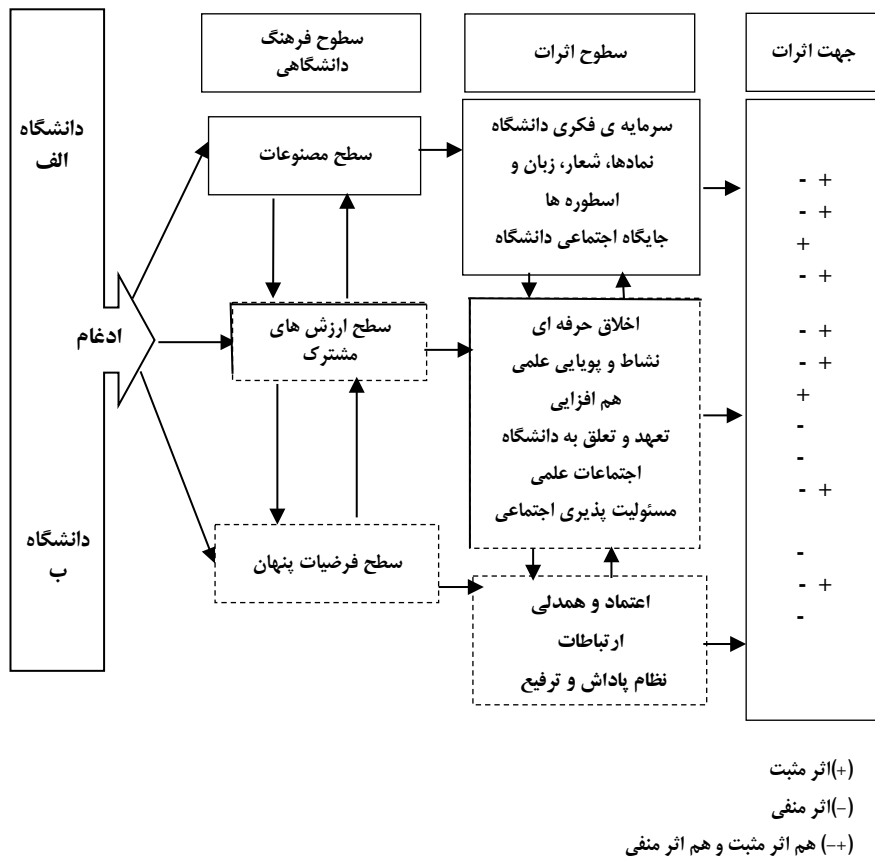 جهت اثرات
سطوح اثرات
سطوح فرهنگ
دانشگاهی
دانشگاه
الف
ادغام
دانشگاه
ب
سطح مصنوعات
سطح ارزش های
مشترک
سطح فرضیات پنهان
سرمایه ی فکری دانشگاه
نمادها، شعار، زبان و
اسطوره ها
جایگاه اجتماعی دانشگاه
اخلاق حرفه ای
نشاط و پویایی علمی
هم افزایی
تعهد و تعلق به دانشگاه
اجتماعات علمی
مسئولیت پذیری اجتماعی
اعتماد و همدلی
ارتباطات
نظام پاداش و ترفیع
- +
- +
+
- +
- +
- +
+
-
-
- +
-
- +
-
(+)اثر مثبت
(-)اثر منفی
(+-) هم اثر مثبت و هم اثر منفی